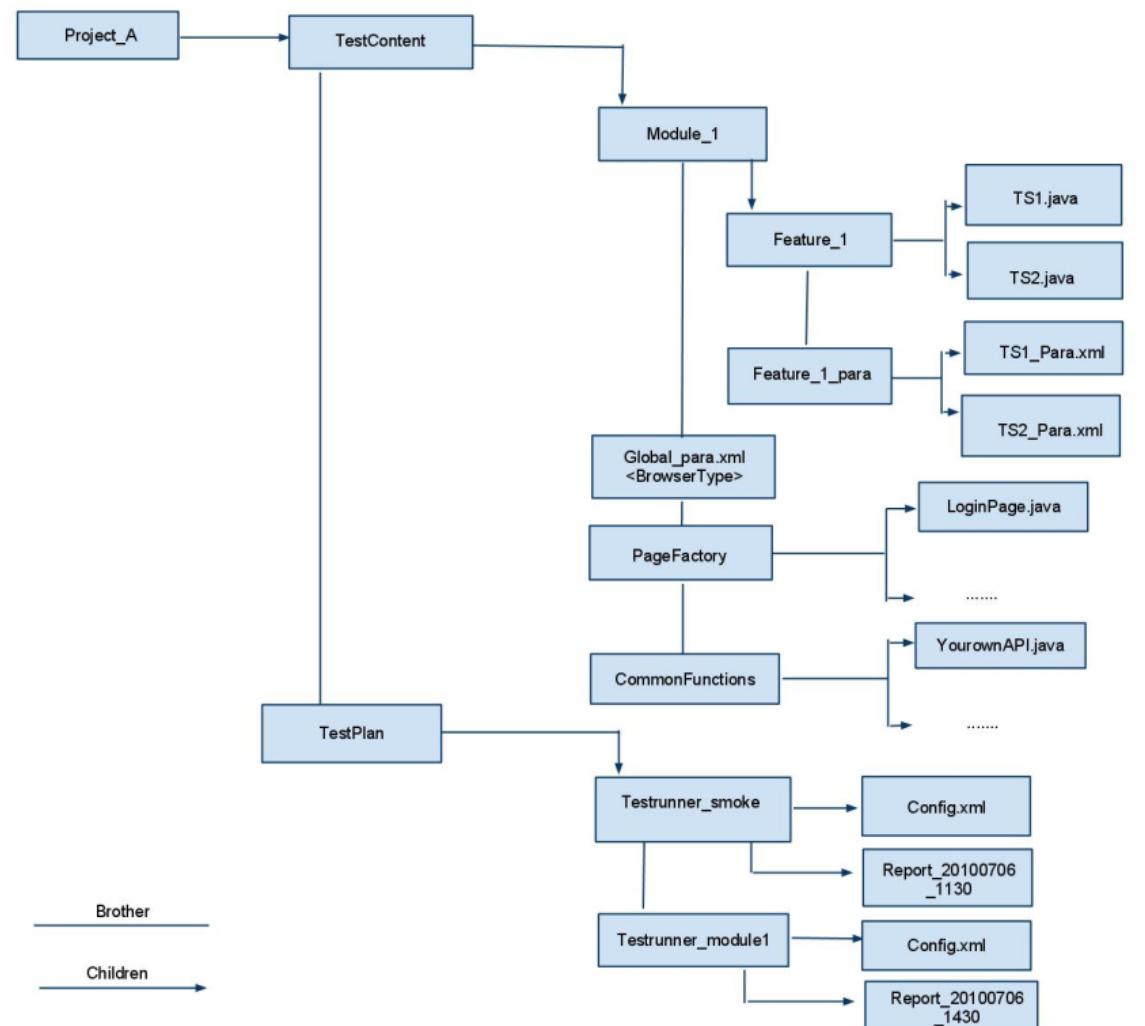 Project_A
TestContent
Module_1
Feature_1
TS1.java
TS2.java
Feature_1_para
TS1_Para.xml
TS2_Para.xml
Global_para.xml
<BrowserType>
PageFactory
LoginPage.java
.......
CommonFunctions
YourownAPI.java
.......
TestPlan
Testrunner_smoke
Config.xml
Report_20100706
_1130
Testrunner_module1
Config.xml
Report_20100706
_1430
Brother
Children